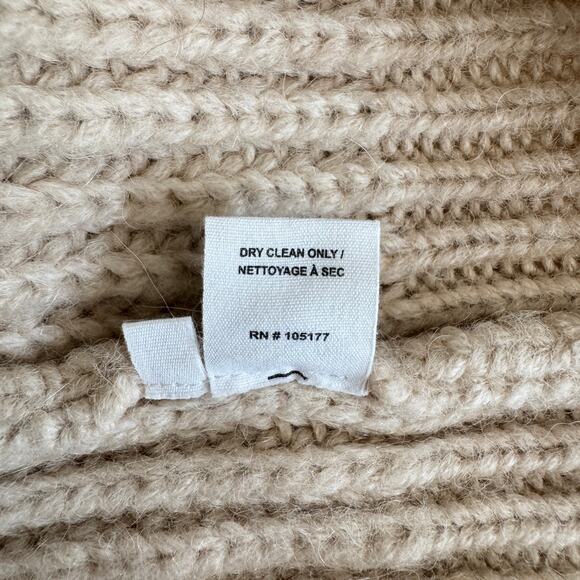 DRY CLEAN ONLY /
NETTOYAGE À SEC
RN # 105177